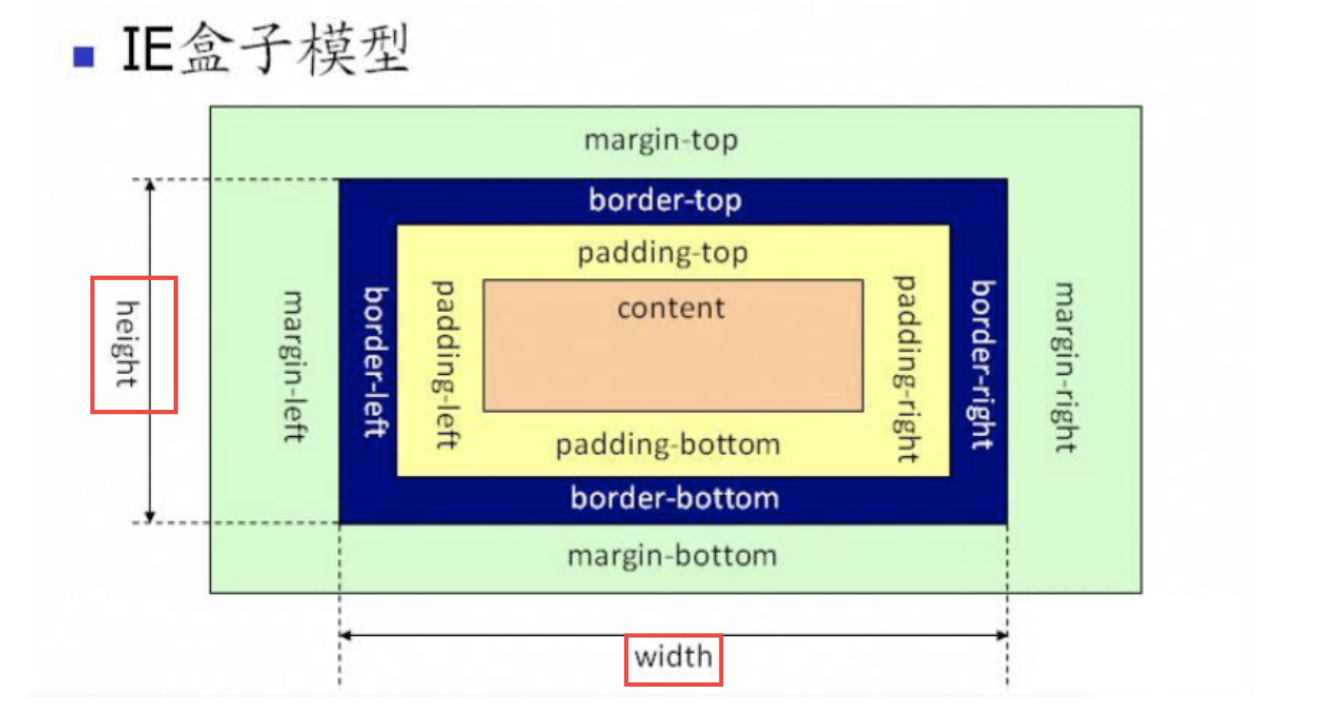 IE盒子模型
margin-top
border-top
padding-top
content
height
margin-left
border-left
padding-left
padding-right
border-right
margin-right
padding-bottom
border-bottom
margin-bottom
width